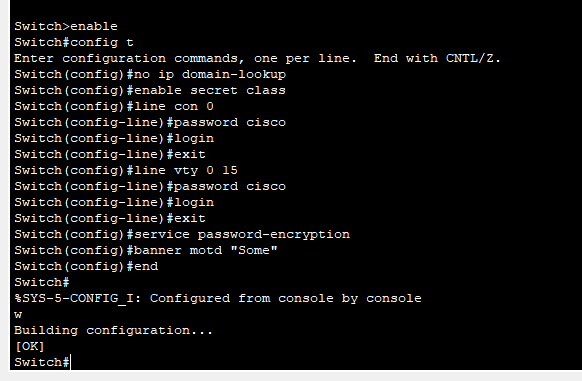 Switch>enable
Switch#config t
Enter configuration commands, one per line.  End with CNTL/Z.
Switch(config)#no ip domain-lookup
Switch(config)#enable secret class
Switch(config)#line con 0
Switch(config-line)#password cisco
Switch(config-line)#login
Switch(config-line)#exit
Switch(config)#line vty 0 15
Switch(config-line)#password cisco
Switch(config-line)#login
Switch(config-line)#exit
Switch(config)#service password-encryption
Switch(config)#banner motd "Some"
Switch(config)#end
Switch#
%SYS-5-CONFIG_I: Configured from console by console
w
Building configuration...
[OK]
Switch#